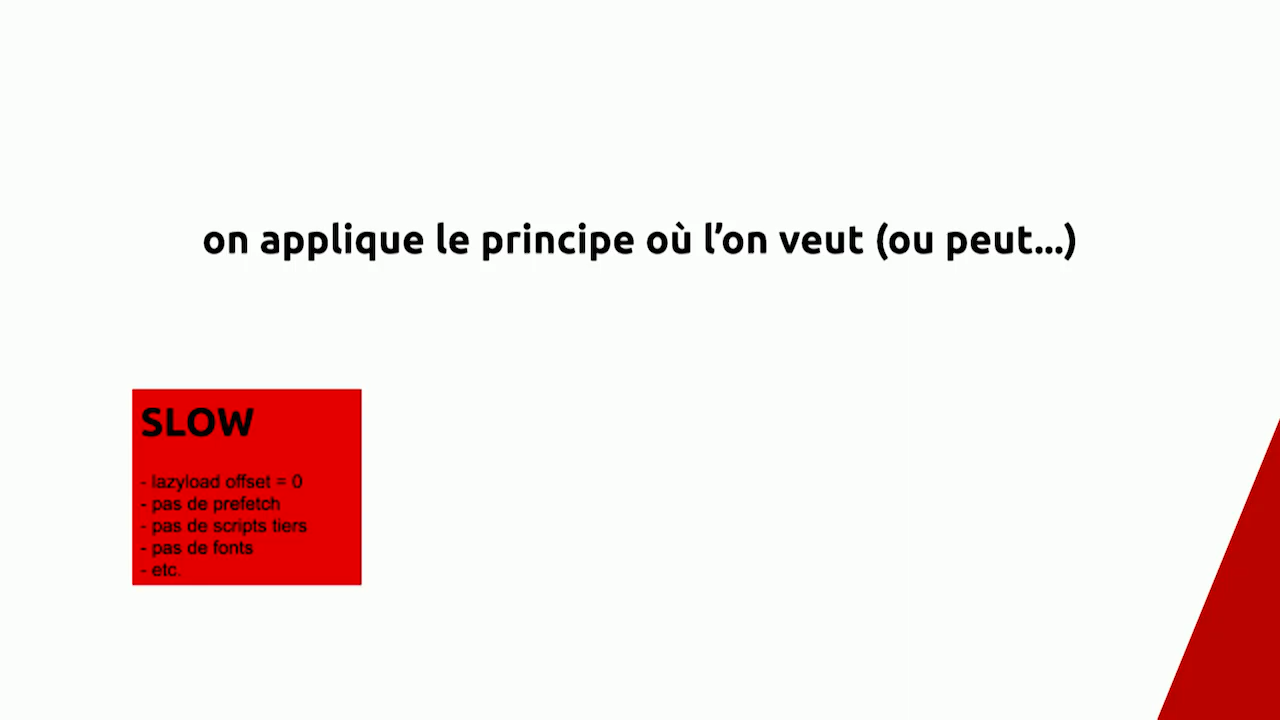 on applique le principe où l’on veut (ou peut...)
SLOW
- lazyload offset = 0
- pas de prefetch
- pas de scripts tiers
- pas de fonts
- etc.